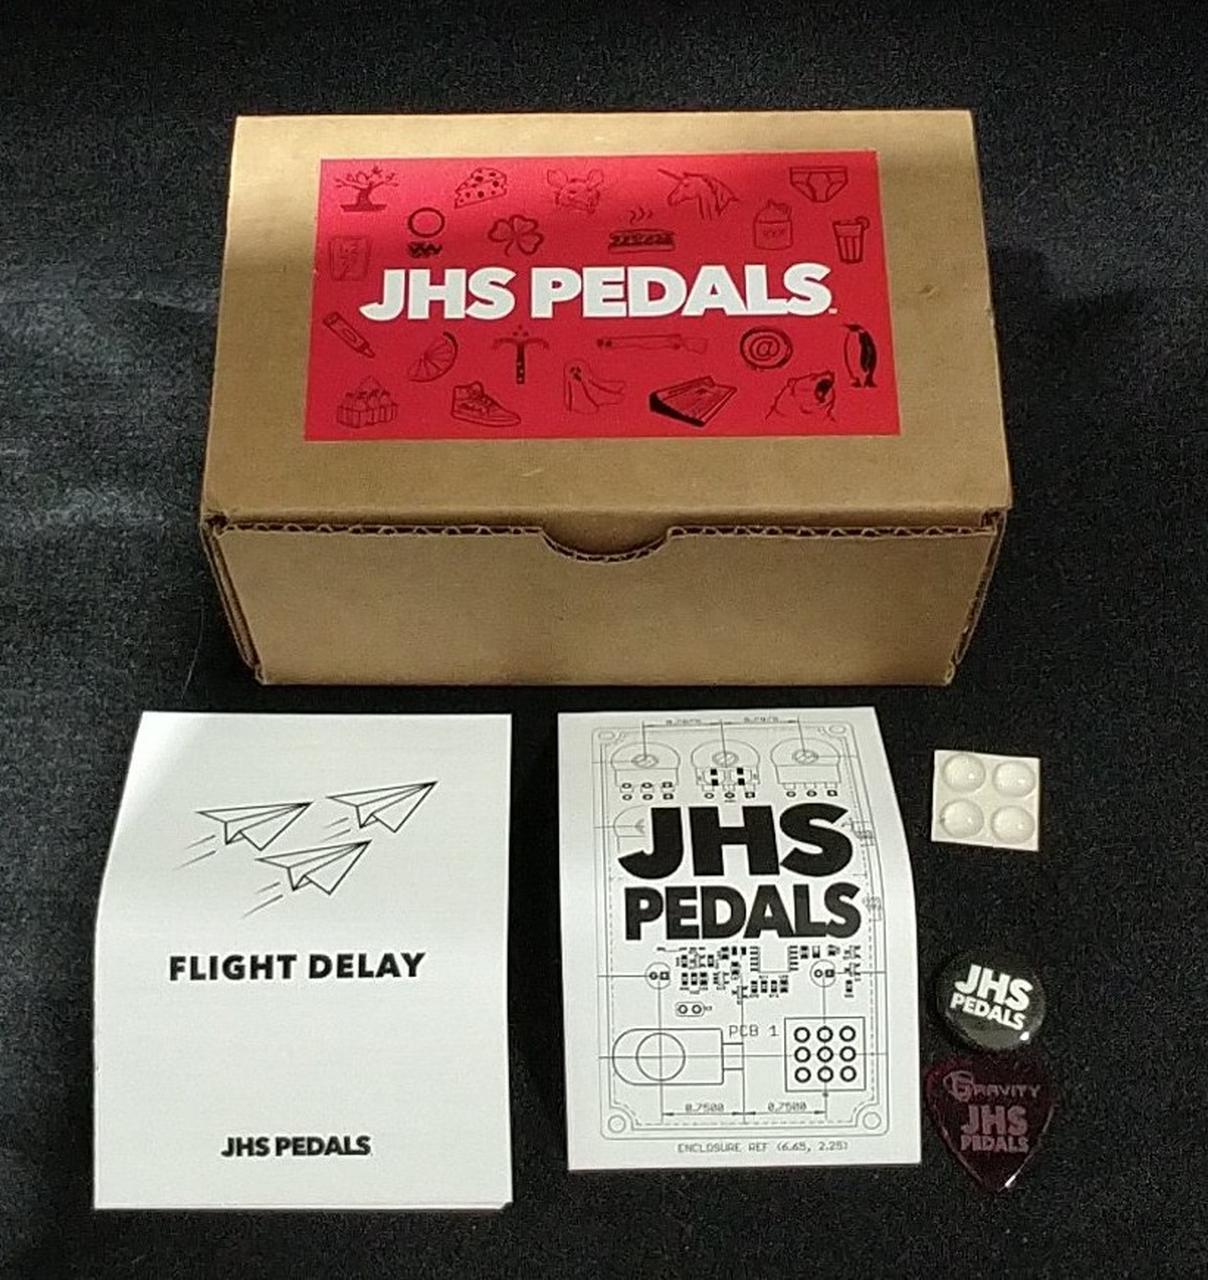 JHS PEDALS.
@
FLIGHT DELAY
JHS PEDALS
JHS
PEDALS
PCB 1
0.7500 0.7500
ENCLOSURE REF (6.65, 2.25)
JHS
PEDALS
GRAVITY
JHS
PEDALS